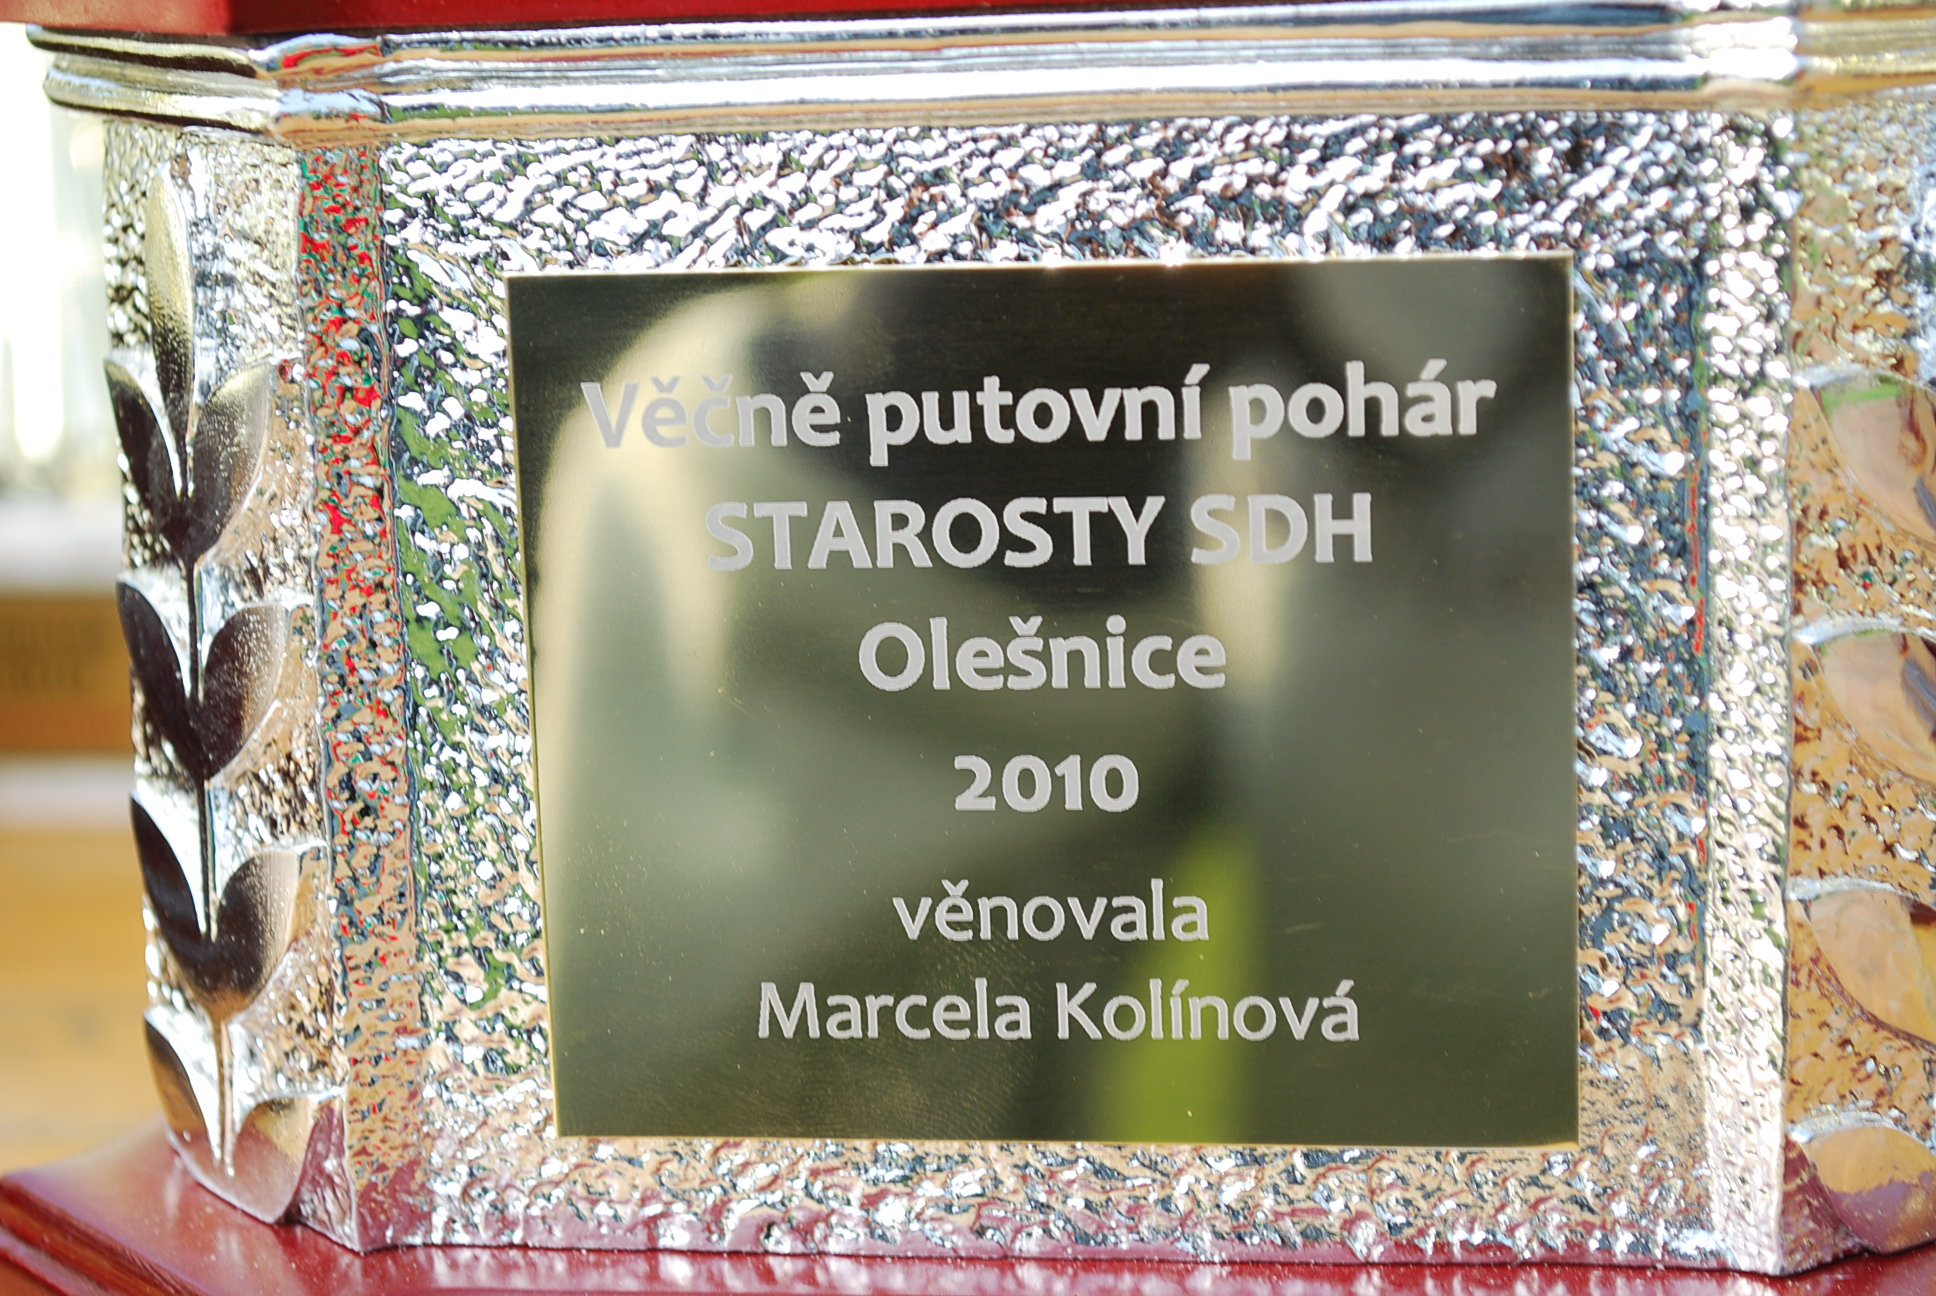 Věčně putovní pohár
STAROSTY SDH
Olešnice
2010
věnovala
Marcela Kolínová